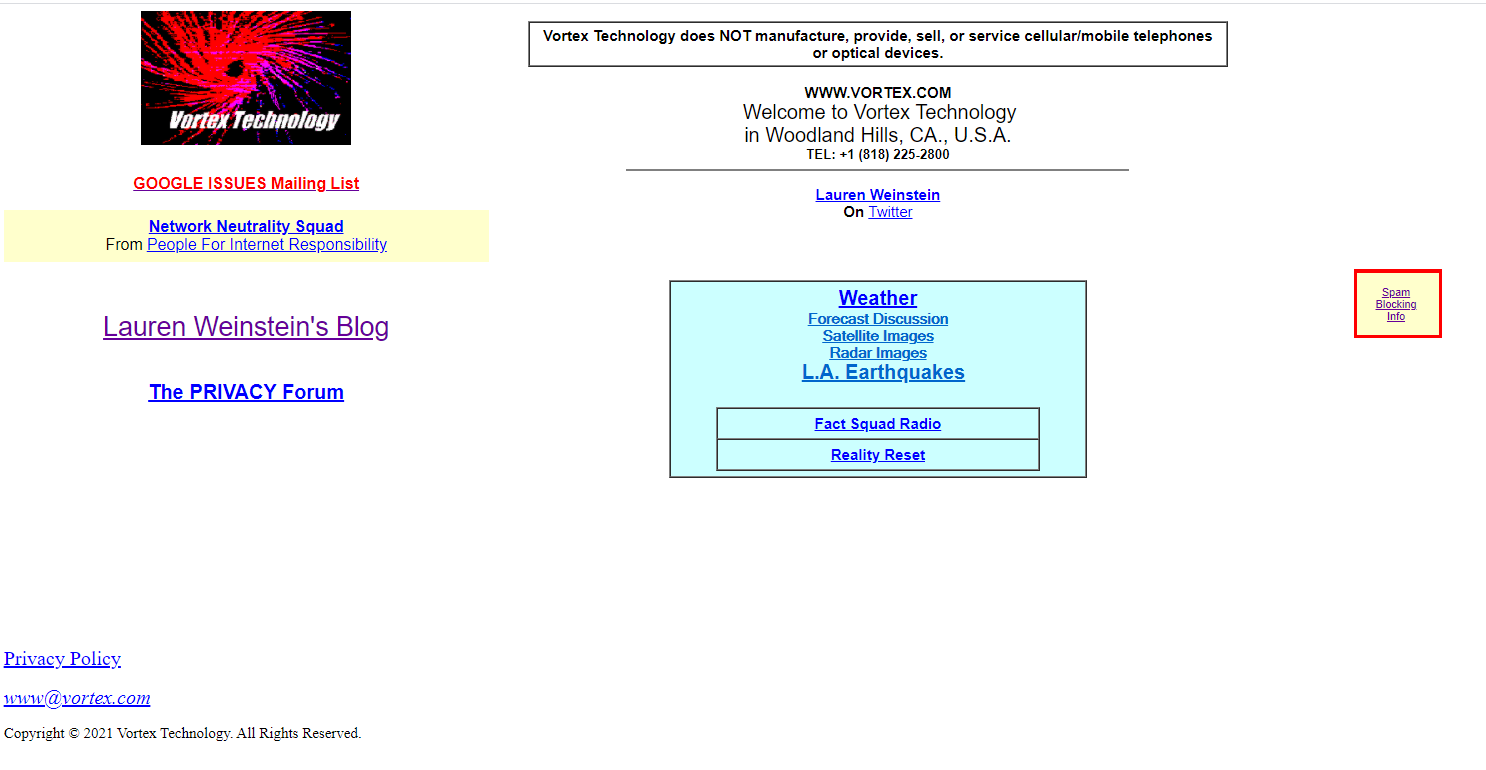 Vortex Technology
GOOGLE ISSUES Mailing List
Network Neutrality Squad
From People For Internet Responsibility
Lauren Weinstein's Blog
The PRIVACY Forum
Vortex Technology does NOT manufacture, provide, sell, or service cellular/mobile telephones
or optical devices.
WWW.VORTEX.COM
Welcome to Vortex Technology
in Woodland Hills, CA., U.S.A.
TEL: +1 (818) 225-2800
Lauren Weinstein
On Twitter
Weather
Forecast Discussion
Satellite Images
Radar Images
L.A. Earthquakes
Fact Squad Radio
Reality Reset
Spam
Blocking
Info
Privacy Policy
www@vortex.com
Copyright © 2021 Vortex Technology. All Rights Reserved.